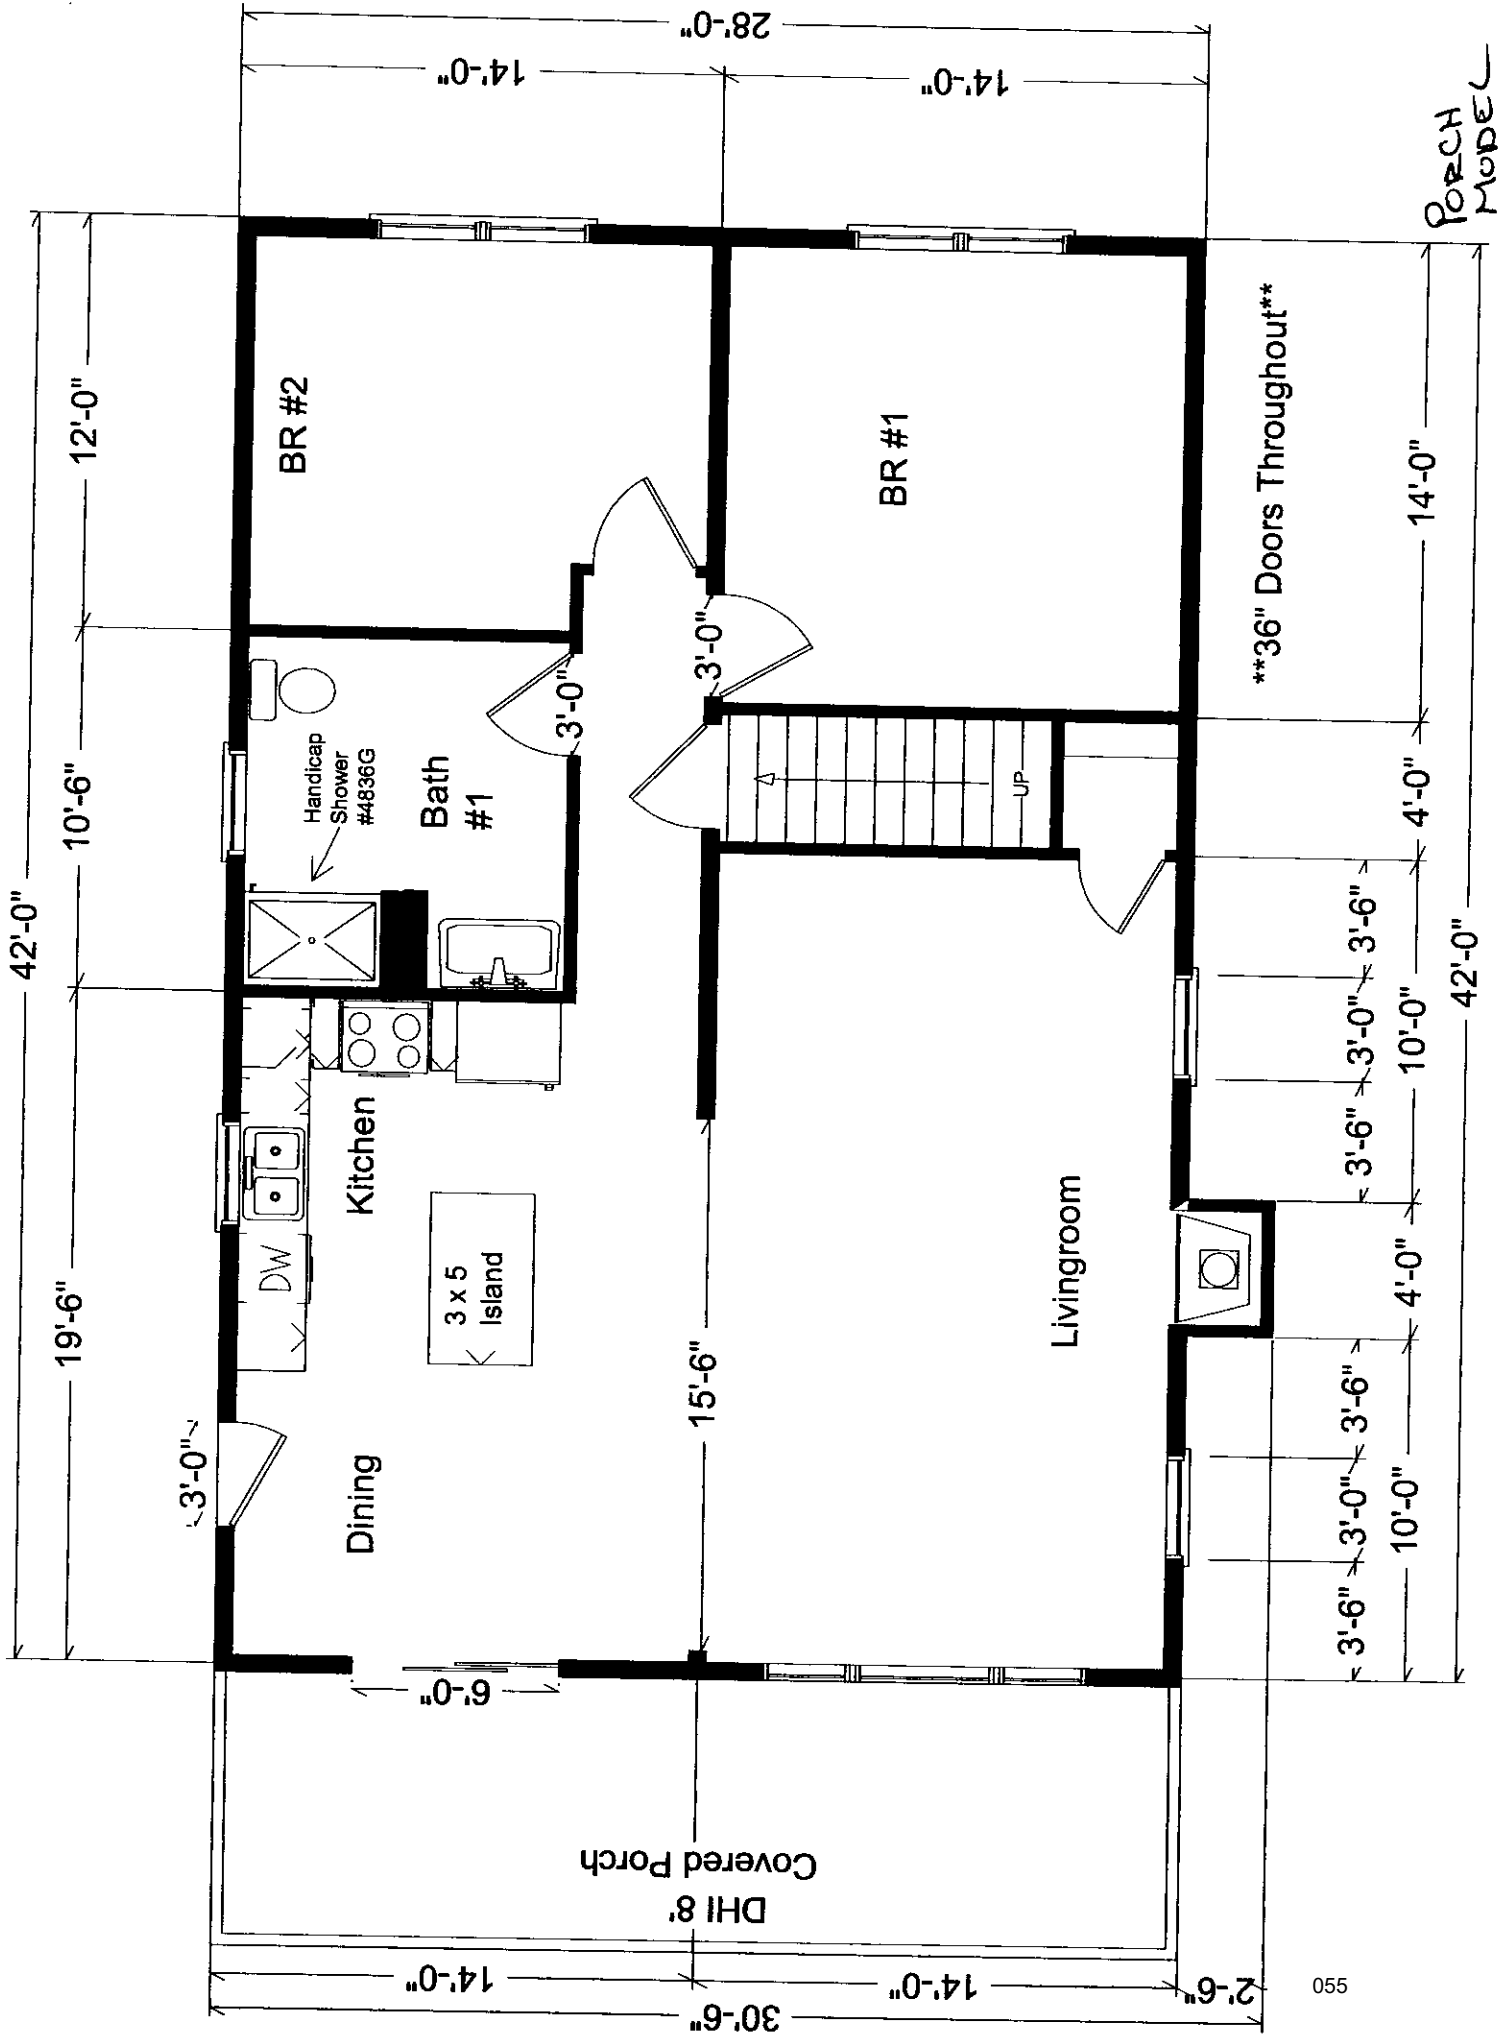 PORCH
MODEL
42'-0"
19'-6"
10'-6"
12'-0"
3'-0"
28'-0"
14'-0"
14'-0"
Dining
Kitchen
DW
3 x 5
Island
Handicap
Shower
#4836G
Bath
#1
3'-0"
BR #2
6'-0"
15'-6"
3'-0"
BR #1
UP
Livingroom
DHI 8'
Covered Porch
14'-0"
14'-0"
2'-6"
30'-6"
**36" Doors Throughout**
3'-6"
3'-0"
3'-6"
3'-6"
3'-0"
3'-6"
10'-0"
4'-0"
10'-0"
4'-0"
14'-0"
42'-0"
055